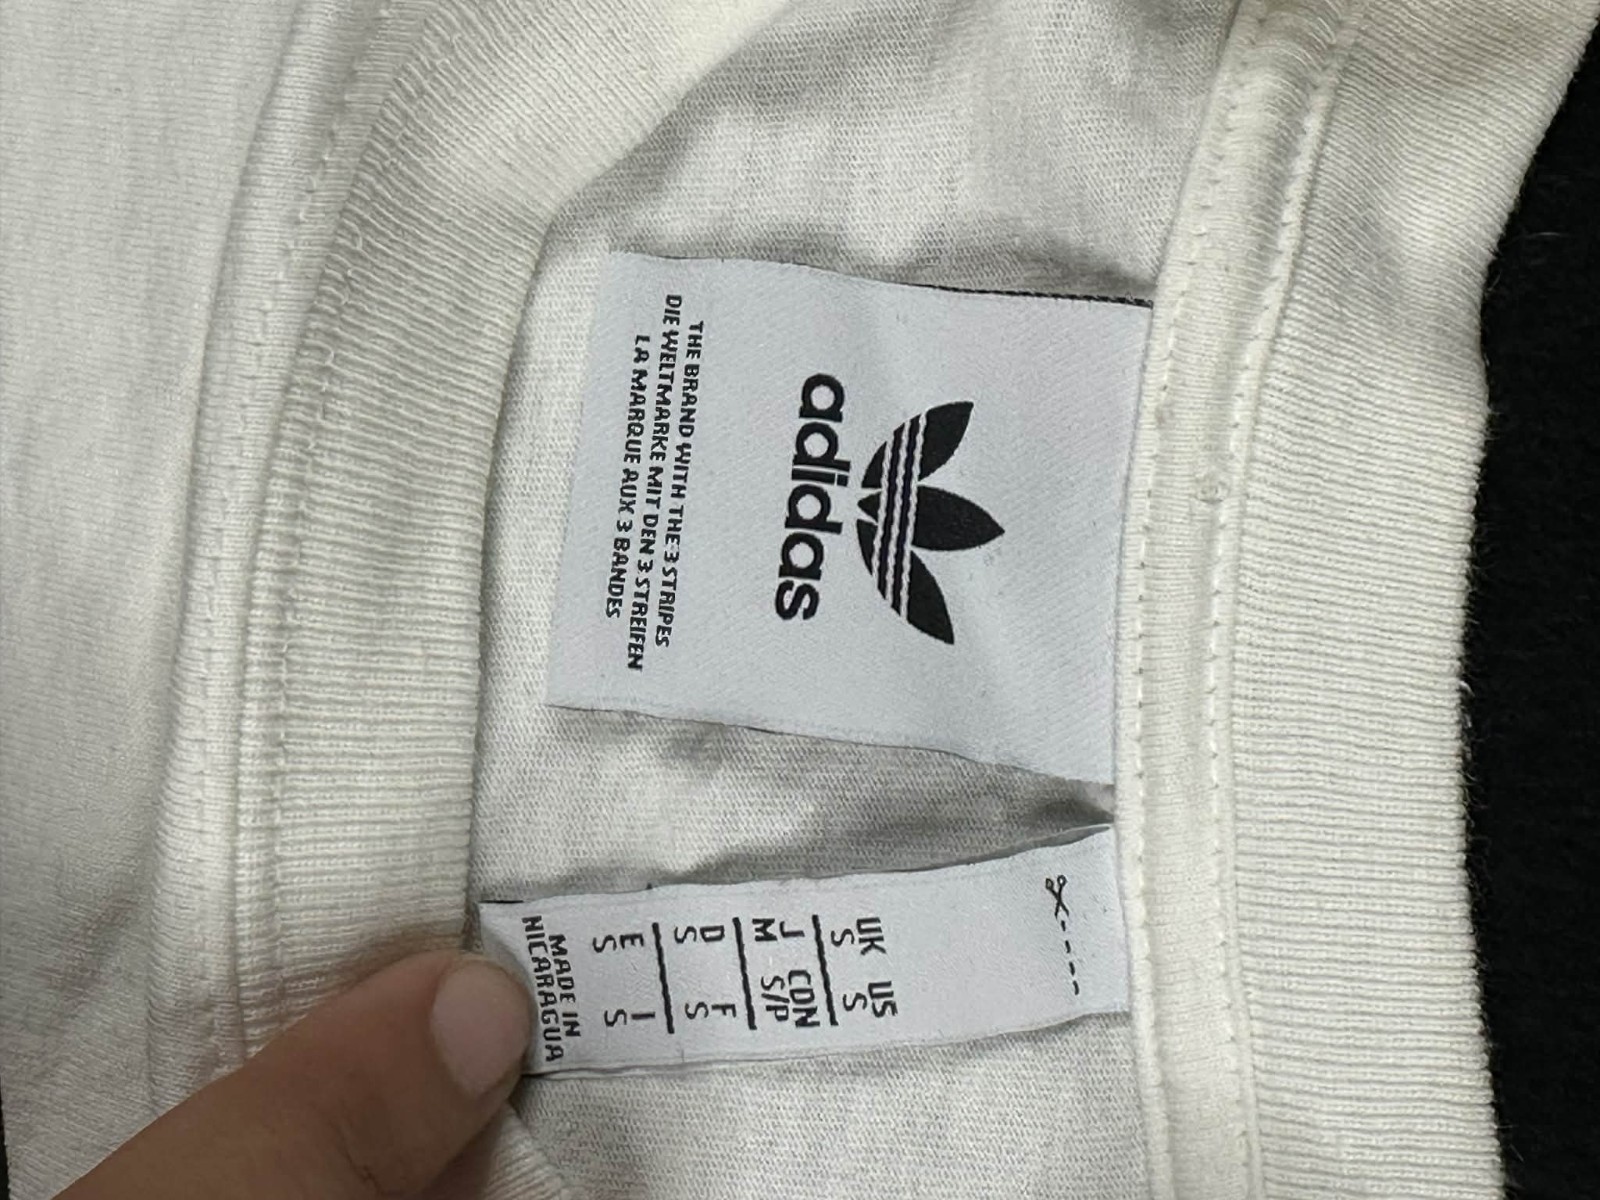 adidas
THE BRAND WITH THE 3 STRIPES
DIE WELTMARKE MIT DEN 3 STREIFEN
LA MARQUE AUX 3 BANDES
UK US
S S
J CDN
M S/P
D F
S S
E I
S S
MADE IN
NICARAGUA